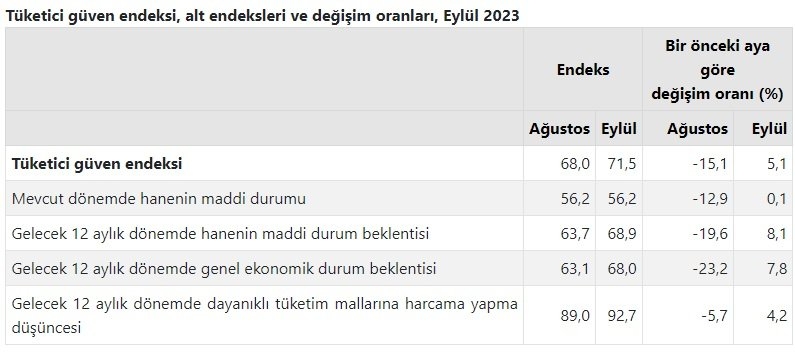 Tüketici güven endeksi, alt endeksleri ve değişim oranları, Eylül 2023
Endeks
Bir önceki aya
göre
değişim oranı (%)
Ağustos Eylül Ağustos Eylül
Tüketici güven endeksi 68,0 71,5 -15,1 5,1
Mevcut dönemde hanenin maddi durumu 56,2 56,2 -12,9 0,1
Gelecek 12 aylık dönemde hanenin maddi durum beklentisi 63,7 68,9 -19,6 8,1
Gelecek 12 aylık dönemde genel ekonomik durum beklentisi 63,1 68,0 -23,2 7,8
Gelecek 12 aylık dönemde dayanıklı tüketim mallarına harcama yapma
düşüncesi 89,0 92,7 -5,7 4,2